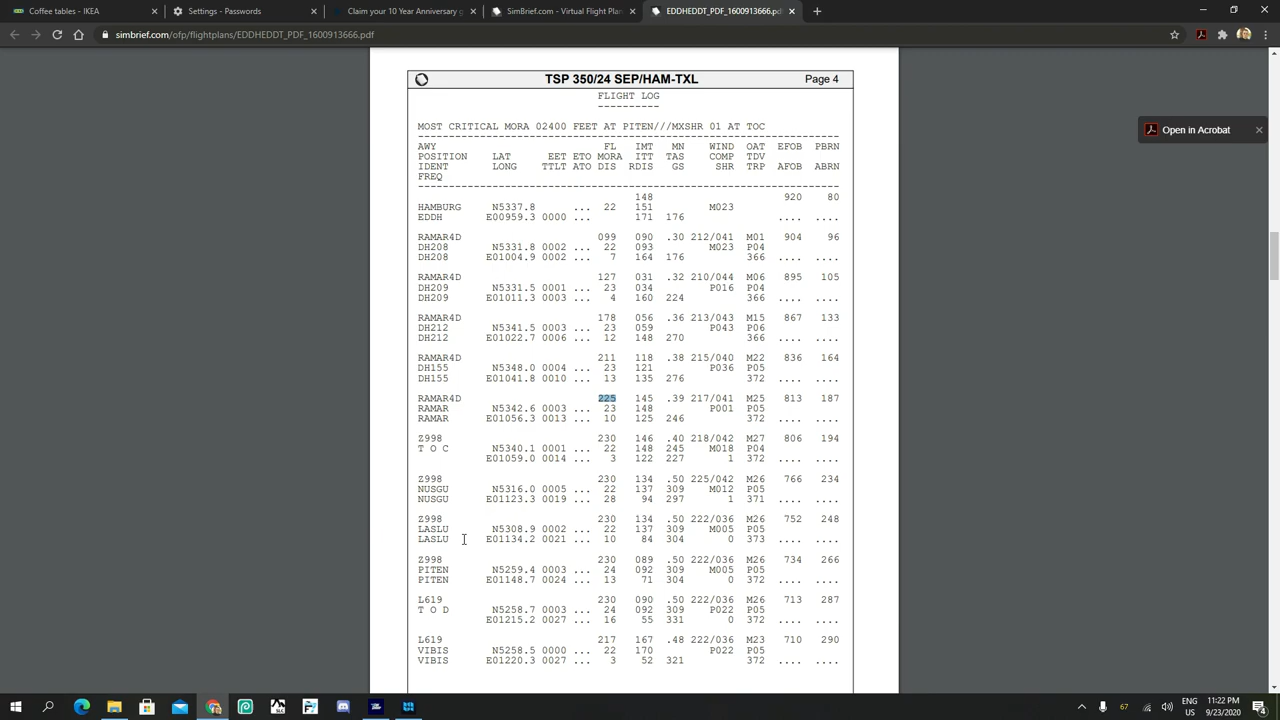 Coffee tables - IKEA
Settings - Passwords
Claim your 10 Year Anniversary g
SimBrief.com - Virtual Flight Plan
EDDHEDDT_PDF_1600913666.pdf
simbrief.com/ofp/flightplans/EDDHEDDT_PDF_1600913666.pdf
Open in Acrobat
TSP 350/24 SEP/HAM-TXL Page 4
FLIGHT LOG
----------
MOST CRITICAL MORA 02400 FEET AT PITEN///MXSHR 01 AT TOC
AWY FL IMT MN WIND OAT EFOB PBRN
POSITION LAT EET ETO MORA ITT TAS COMP TDV
IDENT LONG TTLT ATO DIS RDIS GS SHR TRP AFOB ABRN
FREQ
148 920 80
HAMBURG N5337.8 ... 22 151 M023
EDDH E00959.3 0000 ... 171 176 .... ....
RAMAR4D 099 090 .30 212/041 M01 904 96
DH208 N5331.8 0002 ... 22 093 M023 P04
DH208 E01004.9 0002 ... 7 164 176 366 .... ....
RAMAR4D 127 031 .32 210/044 M06 895 105
DH209 N5331.5 0001 ... 23 034 P016 P04
DH209 E01011.3 0003 ... 4 160 224 366 .... ....
RAMAR4D 178 056 .36 213/043 M15 867 133
DH212 N5341.5 0003 ... 23 059 P043 P06
DH212 E01022.7 0006 ... 12 148 270 366 .... ....
RAMAR4D 211 118 .38 215/040 M22 836 164
DH155 N5348.0 0004 ... 23 121 P036 P05
DH155 E01041.8 0010 ... 13 135 276 372 .... ....
RAMAR4D 225 145 .39 217/041 M25 813 187
RAMAR N5342.6 0003 ... 23 148 P001 P05
RAMAR E01056.3 0013 ... 10 125 246 372 .... ....
Z998 230 146 .40 218/042 M27 806 194
T O C N5340.1 0001 ... 22 148 245 M018 P04
E01059.0 0014 ... 3 122 227 1 372 .... ....
Z998 230 134 .50 225/042 M26 766 234
NUSGU N5316.0 0005 ... 22 137 309 M012 P05
NUSGU E01123.3 0019 ... 28 94 297 1 371 .... ....
Z998 230 134 .50 222/036 M26 752 248
LASLU N5308.9 0002 ... 22 137 309 M005 P05
LASLU E01134.2 0021 ... 10 84 304 0 373 .... ....
Z998 230 089 .50 222/036 M26 734 266
PITEN N5259.4 0003 ... 24 092 309 M005 P05
PITEN E01148.7 0024 ... 13 71 304 0 372 .... ....
L619 230 090 .50 222/036 M26 713 287
T O D N5258.7 0003 ... 24 092 309 P022 P05
E01215.2 0027 ... 16 55 331 0 372 .... ....
L619 217 167 .48 222/036 M23 710 290
VIBIS N5258.5 0000 ... 22 170 P022 P05
VIBIS E01220.3 0027 ... 3 52 321 372 .... ....
67
ENG
US
11:22 PM
9/23/2020